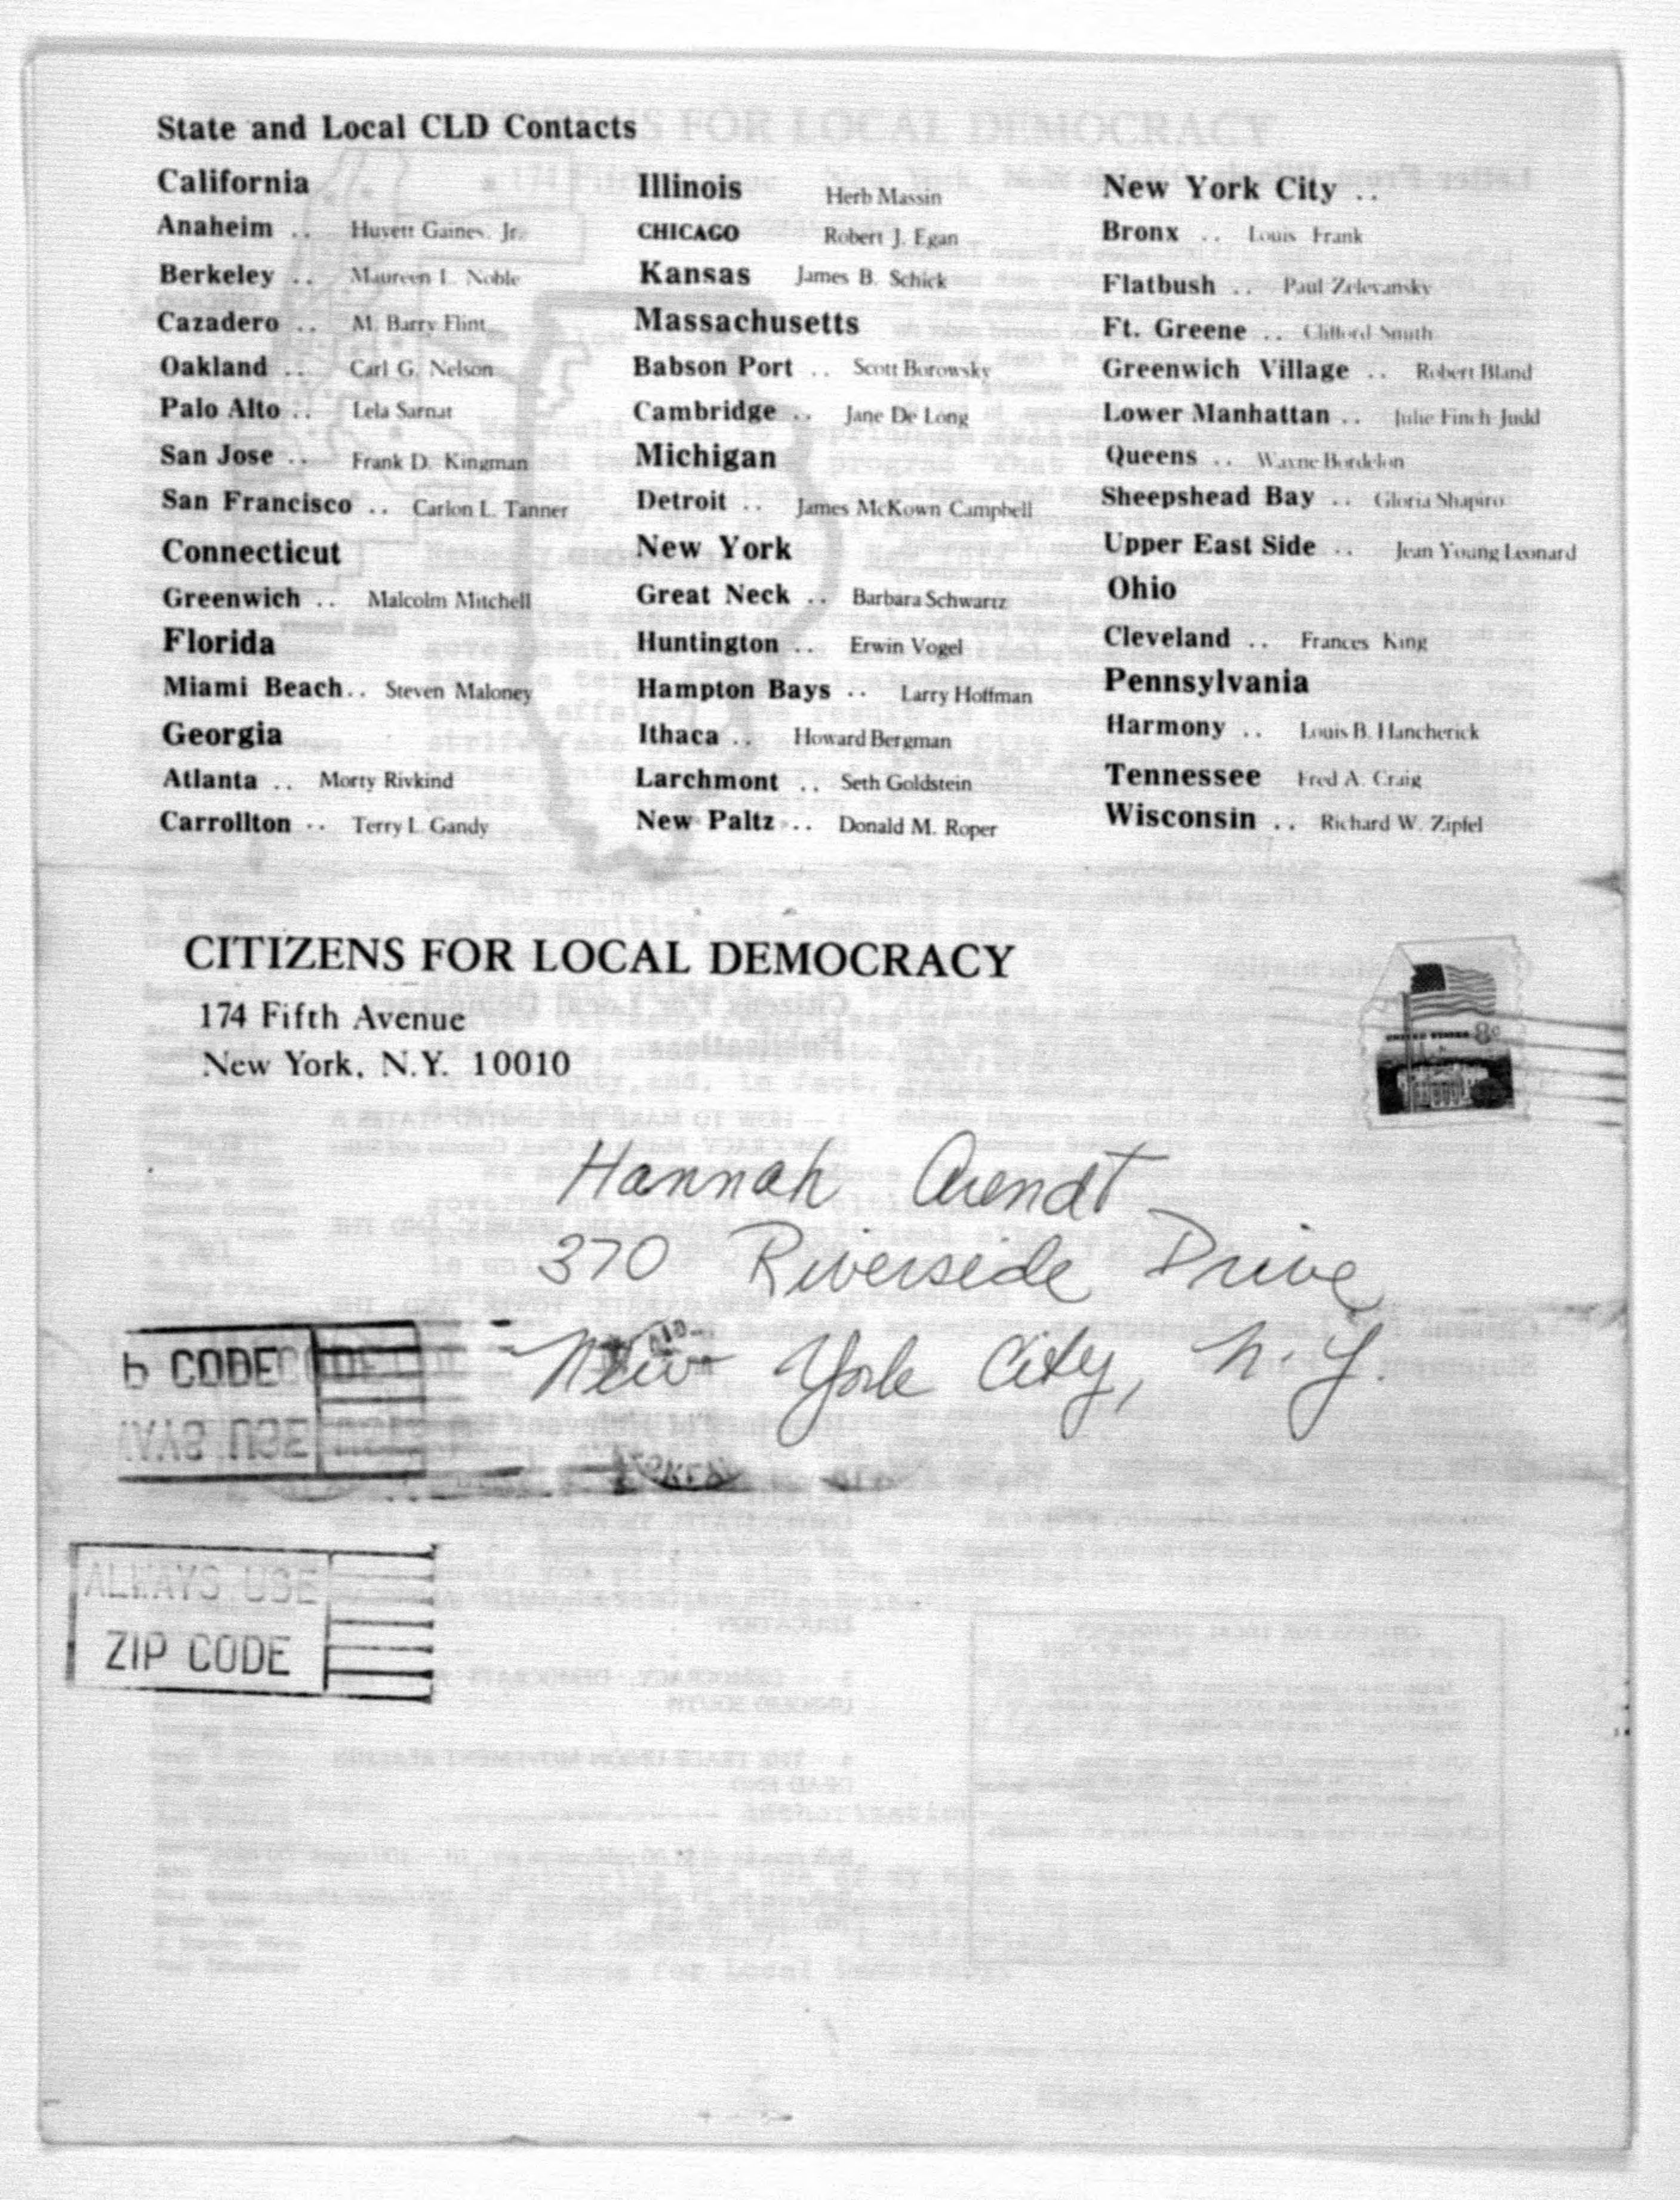 State and Local CLD Contacts
California
Anaheim .. Huyett Gaines, Jr.
Berkeley .. Maureen L. Noble
Cazadero .. M. Barry Flint
Oakland .. Carl G. Nelson
Palo Alto .. Lela Sarnat
San Jose .. Frank D. Kingman
San Francisco .. Carlon L. Tanner
Connecticut
Greenwich .. Malcolm Mitchell
Florida
Miami Beach.. Steven Maloney
Georgia
Atlanta .. Morty Rivkind
Carrollton .. Terry L. Gandy
Illinois Herb Massin
CHICAGO Robert J. Egan
Kansas James B. Schick
Massachusetts
Babson Port .. Scott Borowsky
Cambridge .. Jane De Long
Michigan
Detroit .. James McKown Campbell
New York
Great Neck .. Barbara Schwartz
Huntington .. Erwin Vogel
Hampton Bays .. Larry Hoffman
Ithaca .. Howard Bergman
Larchmont .. Seth Goldstein
New Paltz .. Donald M. Roper
New York City ..
Bronx .. Louis Frank
Flatbush .. Paul Zelevansky
Ft. Greene .. Clifford Smith
Greenwich Village .. Robert Bland
Lower Manhattan .. Julie Finch Judd
Queens .. Wayne Bordelon
Sheepshead Bay .. Gloria Shapiro
Upper East Side .. Jean Young Leonard
Ohio
Cleveland .. Frances King
Pennsylvania
Harmony .. Louis B. Hancherick
Tennessee Fred A. Craig
Wisconsin .. Richard W. Zipfel
CITIZENS FOR LOCAL DEMOCRACY
174 Fifth Avenue
New York, N.Y. 10010
UNITED STATES 8c
Hannah Arendt
370 Riverside Drive
New York City, N.Y.
CODE
ALWAYS USE
ZIP CODE